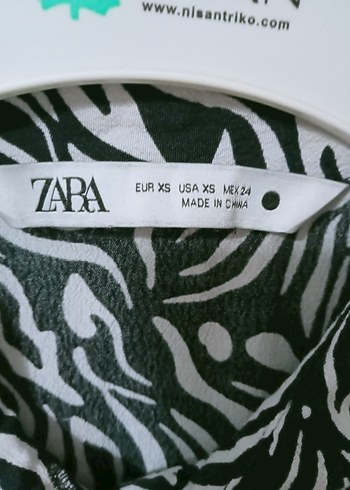 www.nisantriko.com
ZARA
EUR XS USA XS MEX 24
MADE IN CHINA